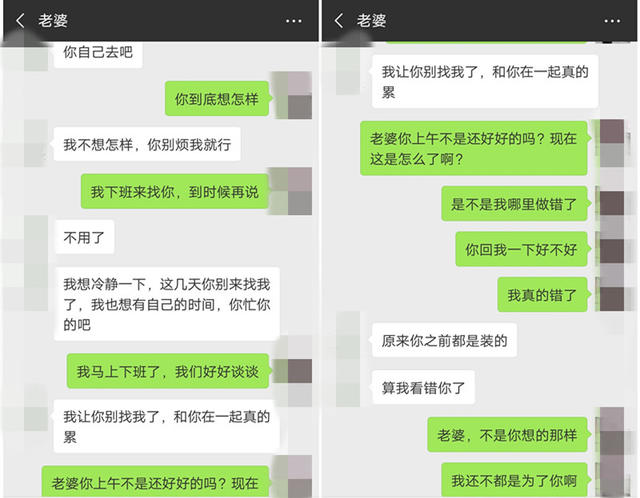 老婆
你自己去吧
你到底想怎样
我不想怎样，你别烦我就行
我下班来找你，到时候再说
不用了
我想冷静一下，这几天你别来找我
了，我也想有自己的时间，你忙你
的吧
我马上下班了，我们好好谈谈
我让你别找我了，和你在一起真的
累
老婆你上午不是还好好的吗？现在
老婆
我让你别找我了，和你在一起真的
累
老婆你上午不是还好好的吗？现在
这是怎么了啊？
是不是我哪里做错了
你回我一下好不好
我真的错了
原来你之前都是装的
算我看错你了
老婆，不是你想的那样
我还不都是为了你啊